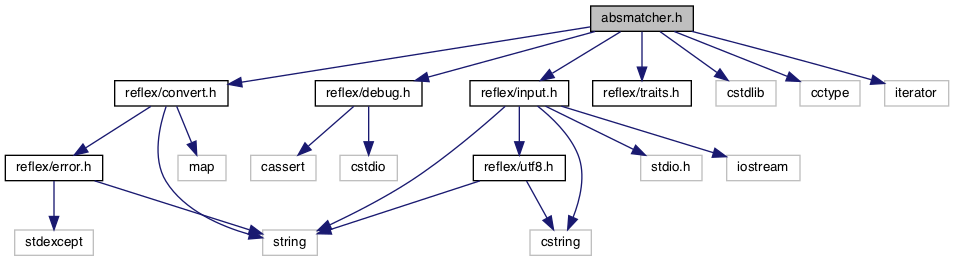 absmatcher.h
reflex/convert.h
reflex/debug.h
reflex/input.h
reflex/traits.h
cstdlib
cctype
iterator
reflex/error.h
map
cassert
cstdio
reflex/utf8.h
stdio.h
iostream
stdexcept
string
cstring